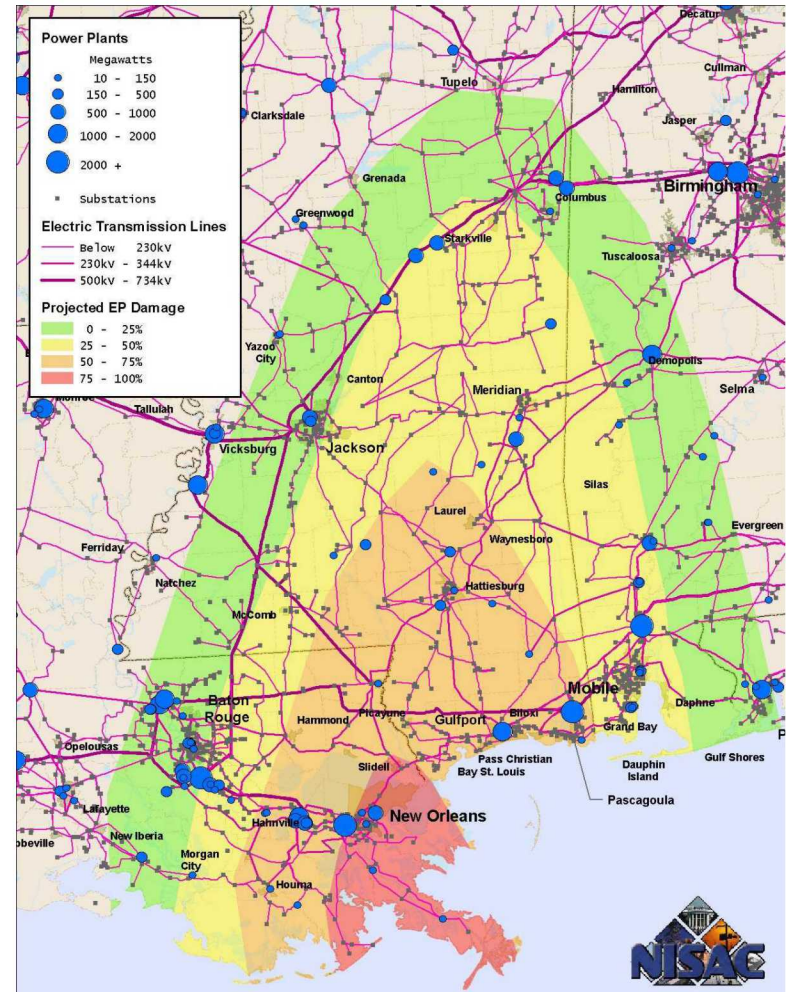 Power Plants
Megawatts
10 - 150
150 - 500
500 - 1000
1000 - 2000
2000 +
Substations
Electric Transmission Lines
Below 230kv
230kv - 344kv
500kv - 734kv
Projected EP Damage
0 - 25%
25 - 50%
50 - 75%
75 - 100%
Decatur
Cullman
Tupelo
Hamilton
Clarksdale
Jasper
Grenada
Birmingham
Columbus
Greenwood
Starkville
Tuscaloosa
Yazoo
City
Demopolis
Canton
Meridian
Selma
Monroe
Tallulah
Vicksburg
Jackson
Silas
Laurel
Evergreen
Waynesboro
Ferriday
Natchez
Hattiesburg
McComb
Mobile
Baton
Rouge
Daphne
Hammond
Picayune
Gulfport
Biloxi
Grand Bay
Opelousas
Slidell
Pass Christian
Bay St. Louis
Dauphin
Island
Gulf Shores
P
Pascagoula
Lafayette
New Orleans
Hahnville
New Iberia
bbeville
Morgan
City
Houma
NISAC